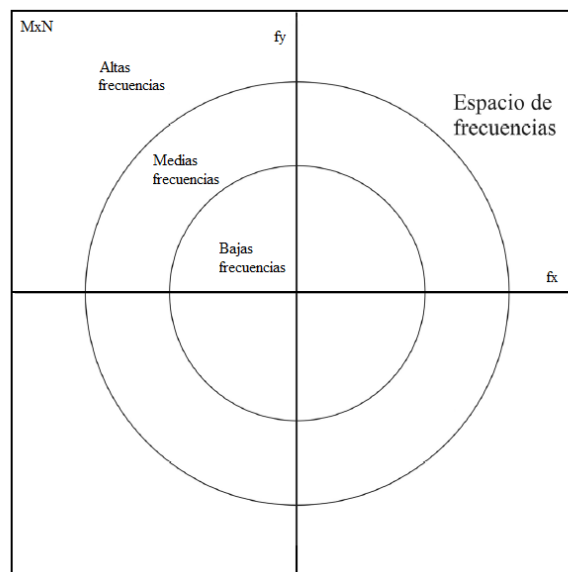 MxN
fy
Altas
frecuencias
Espacio de
frecuencias
Medias
frecuencias
Bajas
frecuencias
fx